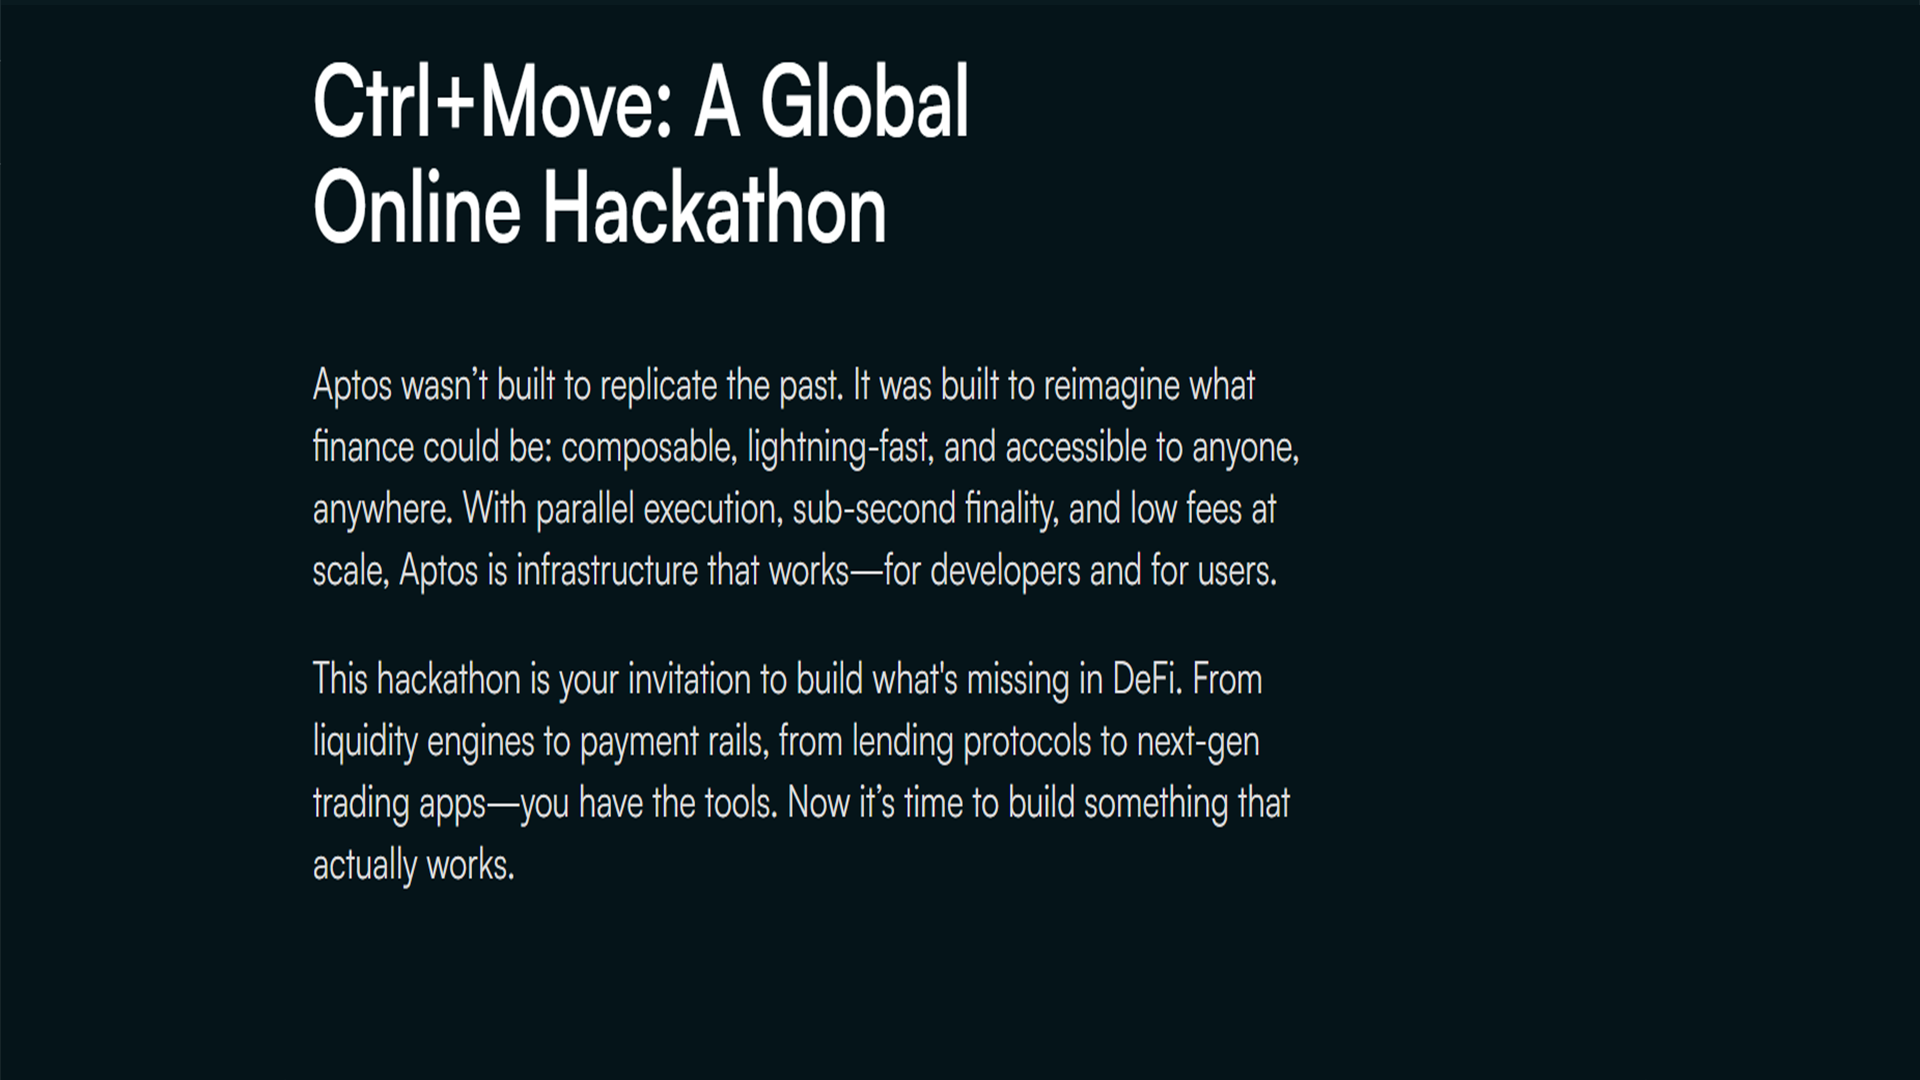 Ctrl+Move: A Global
Online Hackathon
Aptos wasn’t built to replicate the past. It was built to reimagine what
finance could be: composable, lightning-fast, and accessible to anyone,
anywhere. With parallel execution, sub-second finality, and low fees at
scale, Aptos is infrastructure that works—for developers and for users.
This hackathon is your invitation to build what's missing in DeFi. From
liquidity engines to payment rails, from lending protocols to next-gen
trading apps—you have the tools. Now it’s time to build something that
actually works.